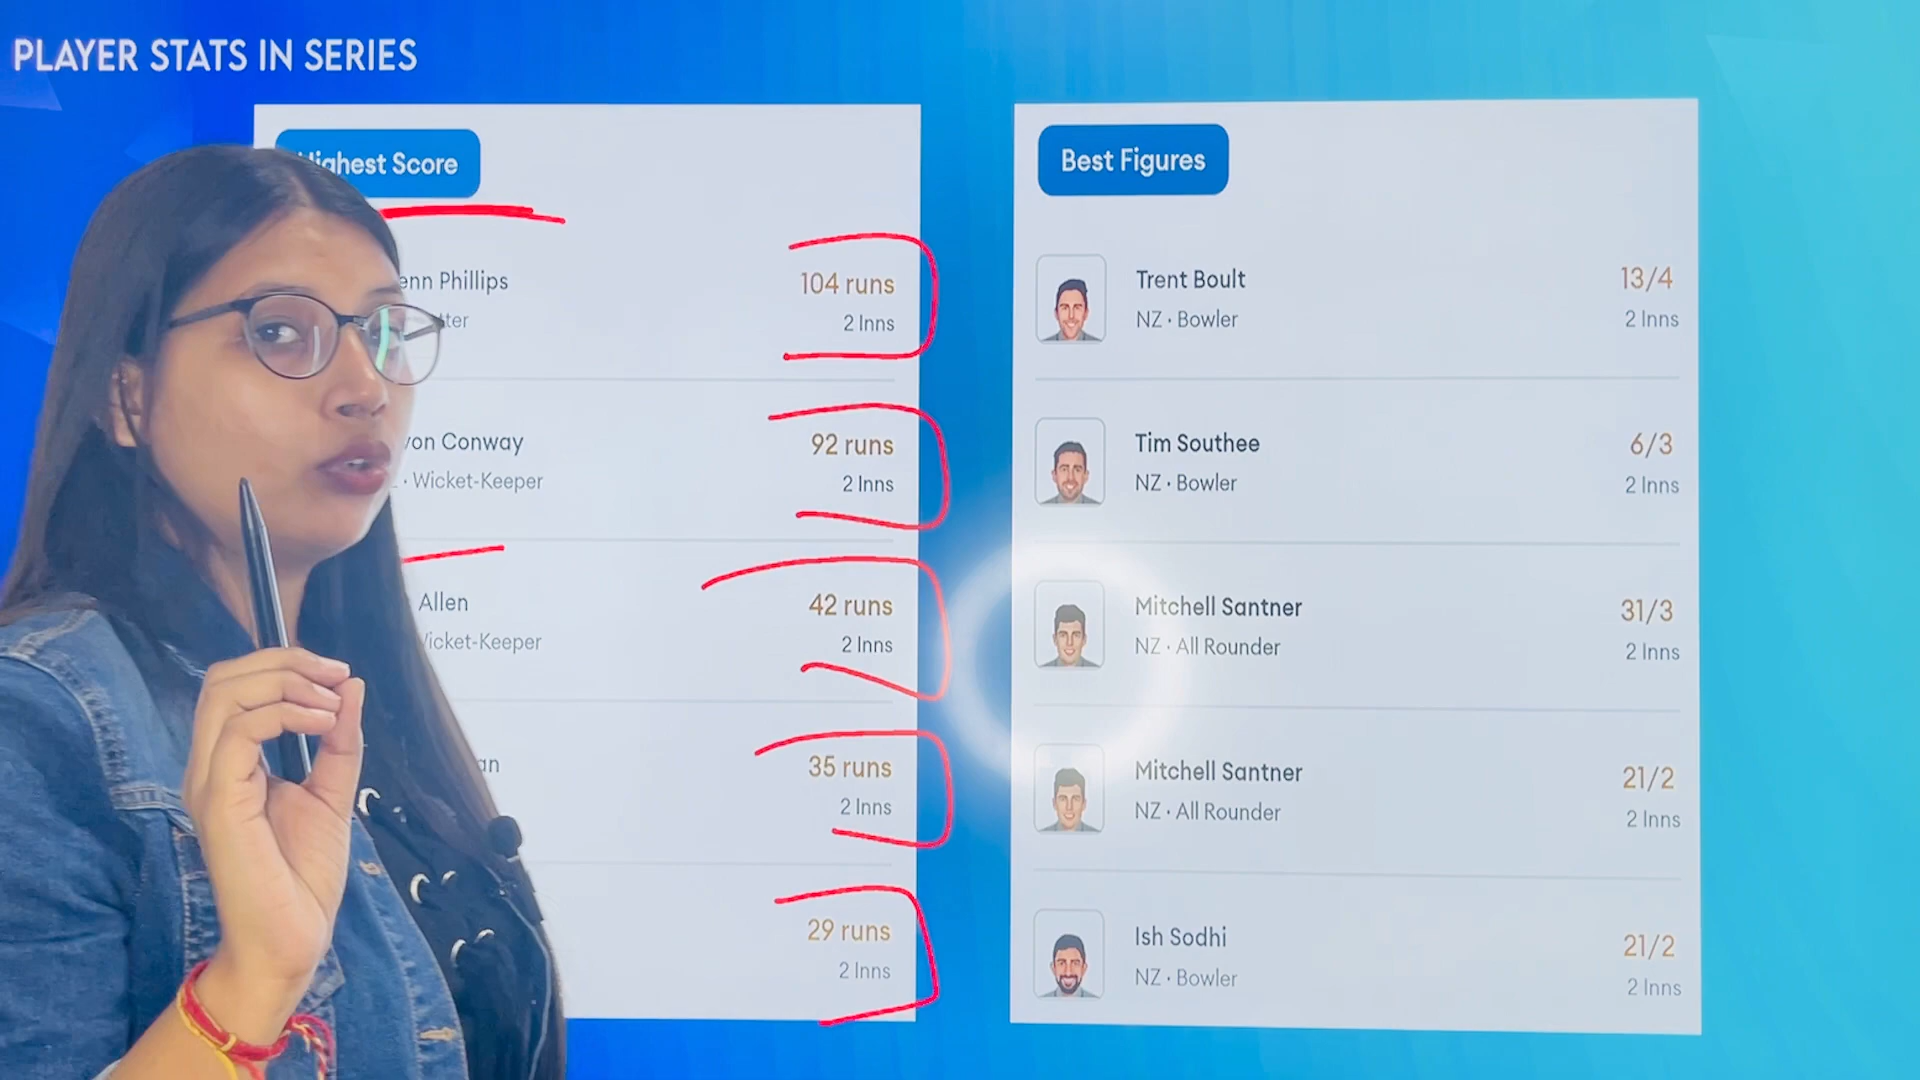 PLAYER STATS IN SERIES
Highest Score
enn Phillips
104 runs
tter
2 Inns
von Conway
92 runs
· Wicket-Keeper
2 Inns
Allen
42 runs
Wicket-Keeper
2 Inns
an
35 runs
2 Inns
29 runs
2 Inns
Best Figures
Trent Boult
13/4
NZ · Bowler
2 Inns
Tim Southee
6/3
NZ · Bowler
2 Inns
Mitchell Santner
31/3
NZ · All Rounder
2 Inns
Mitchell Santner
21/2
NZ · All Rounder
2 Inns
Ish Sodhi
21/2
NZ · Bowler
2 Inns